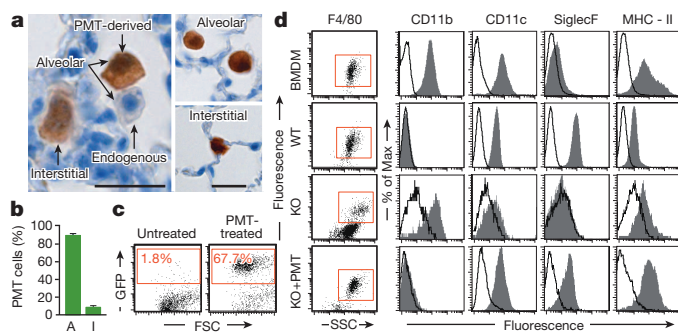 a
PMT-derived
Alveolar
Interstitial
Endogenous
Alveolar
Interstitial
b
PMT cells (%)
100
80
60
40
20
0
A I
c
Untreated
PMT-
treated
1.8%
67.7%
GFP
FSC
d
F4/80 CD11b CD11c SiglecF MHC - II
BMDM
WT
KO
KO+PMT
Fluorescence
% of Max
SSC
Fluorescence